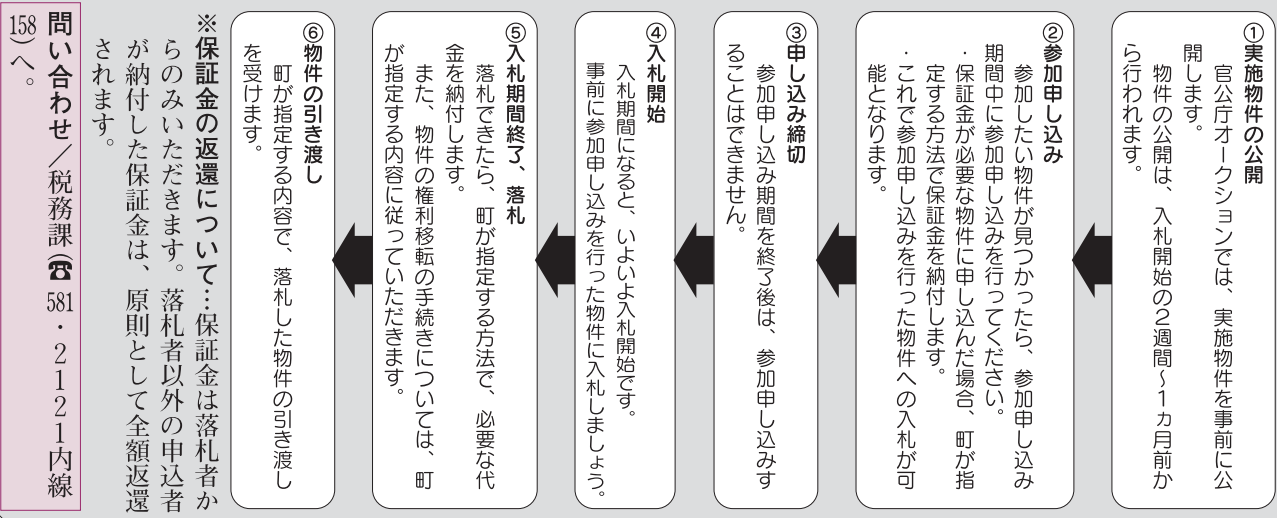 ①実施物件の公開
官公庁オークションでは、実施物件を事前に公
開します。
物件の公開は、入札開始の2週間～1ヵ月前か
ら行われます。
②参加申し込み
参加したい物件が見つかったら、参加申し込み
期間中に参加申し込みを行ってください。
・保証金が必要な物件に申し込んだ場合、町が指
定する方法で保証金を納付します。
・これで参加申し込みを行った物件への入札が可
能となります。
③申し込み締切
参加申し込み期間を終了後は、参加申し込みす
ることはできません。
④入札開始
入札期間になると、いよいよ入札開始です。
事前に参加申し込みを行った物件に入札しましょう。
⑤入札期間終了、落札
落札できたら、町が指定する方法で、必要な代
金を納付します。
また、物件の権利移転の手続きについては、町
が指定する内容に従っていただきます。
⑥物件の引き渡し
町が指定する内容で、落札した物件の引き渡し
を受けます。
※保証金の返還について…保証金は落札者か
らのみいただきます。落札者以外の申込者
が納付した保証金は、原則として全額返還
されます。
問い合わせ／税務課(☎581・2121内線
158)へ。